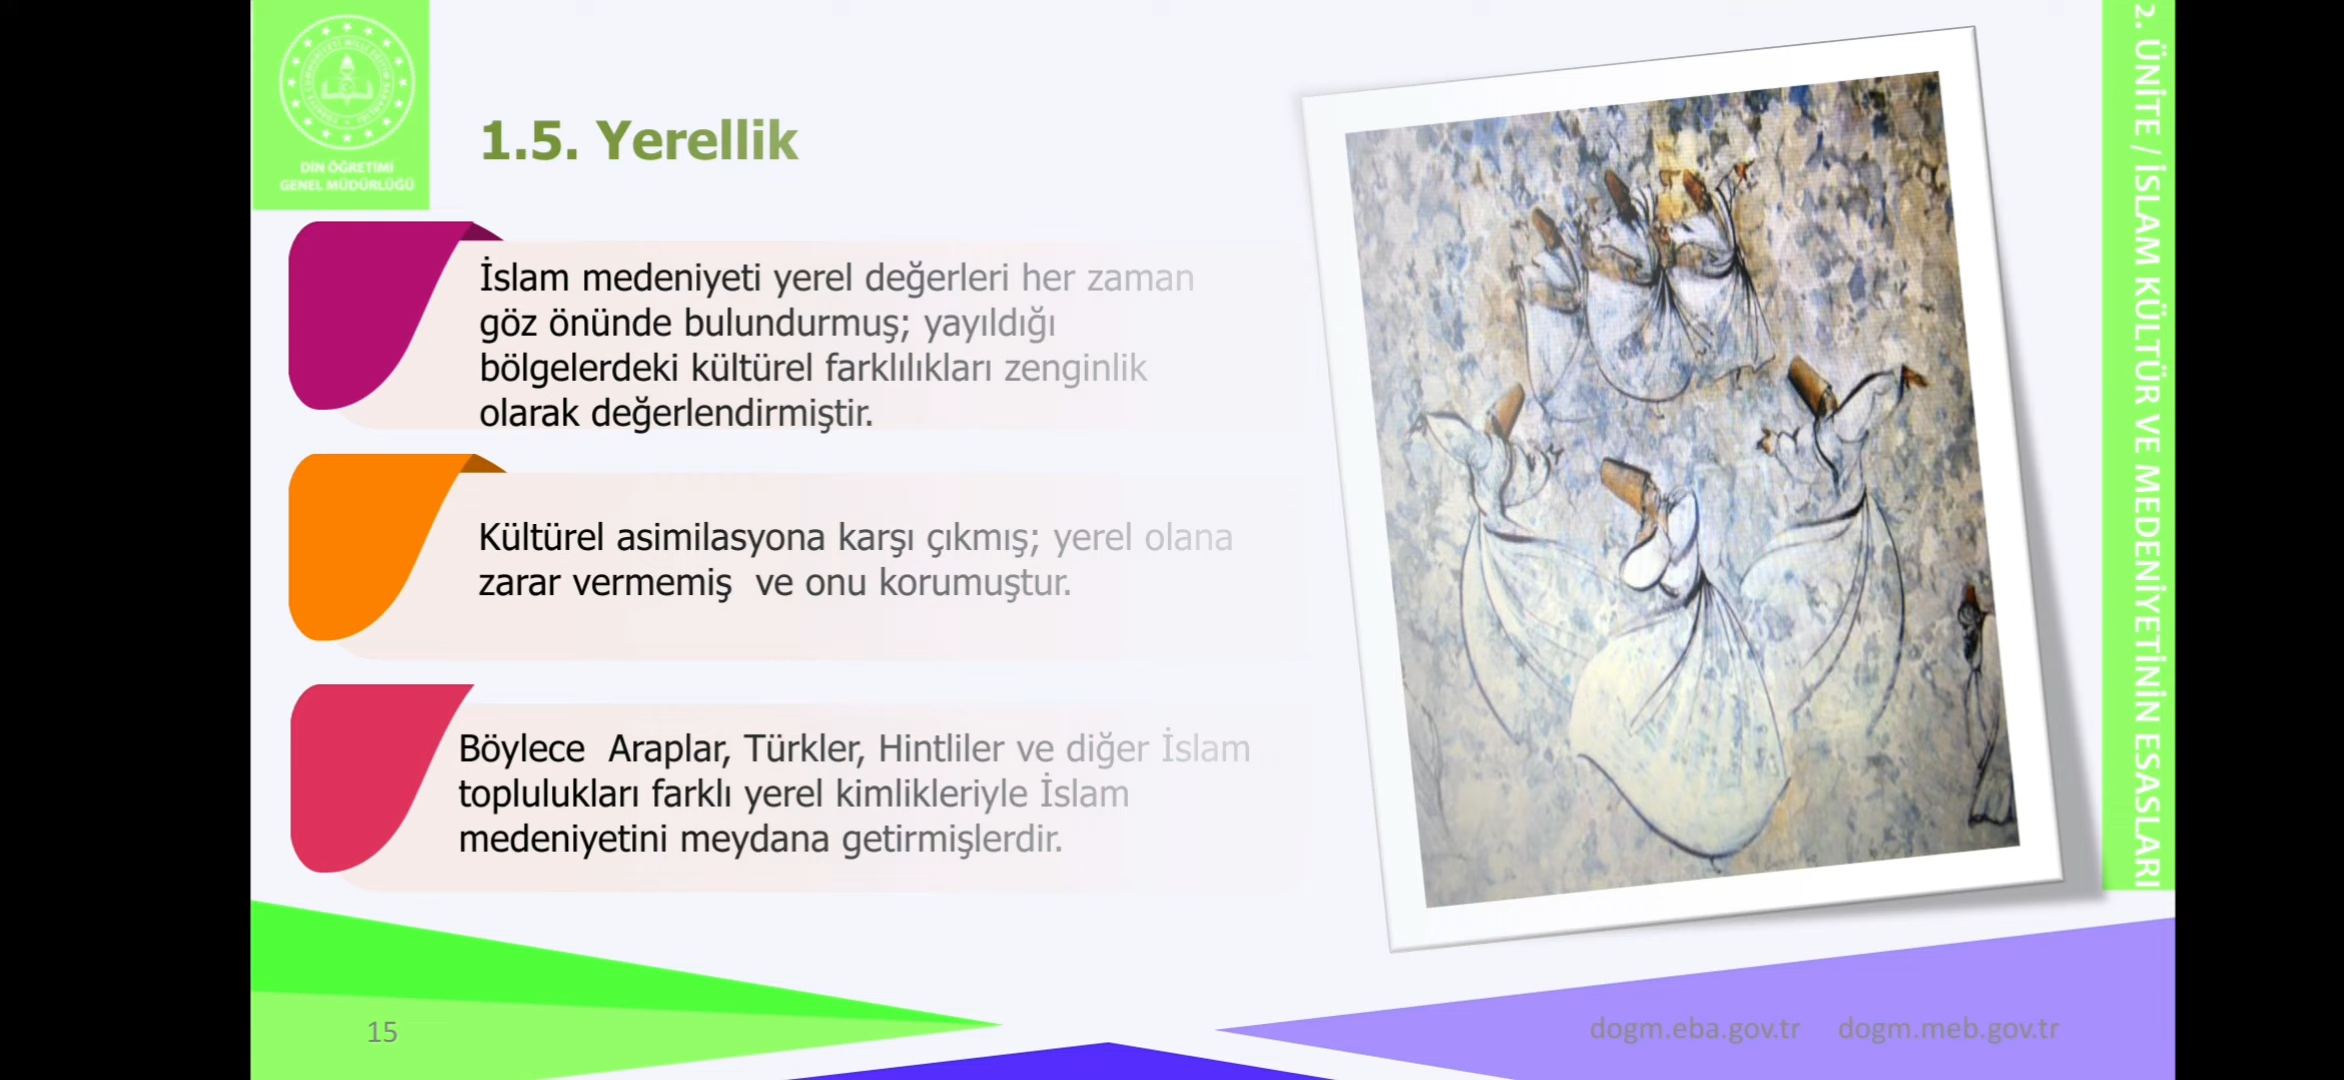 DİN ÖĞRETİMİ
GENEL MÜDÜRLÜĞÜ
1.5. Yerellik
İslam medeniyeti yerel değerleri her zaman
göz önünde bulundurmuş; yayıldığı
bölgelerdeki kültürel farklılıkları zenginlik
olarak değerlendirmiştir.
Kültürel asimilasyona karşı çıkmış; yerel olana
zarar vermemiş ve onu korumuştur.
Böylece Araplar, Türkler, Hintliler ve diğer İslam
toplulukları farklı yerel kimlikleriyle İslam
medeniyetini meydana getirmişlerdir.
2. ÜNİTE / İSLAM KÜLTÜR VE MEDENİYETİNİN ESASLARI
15
dogm.eba.gov.tr dogm.meb.gov.tr